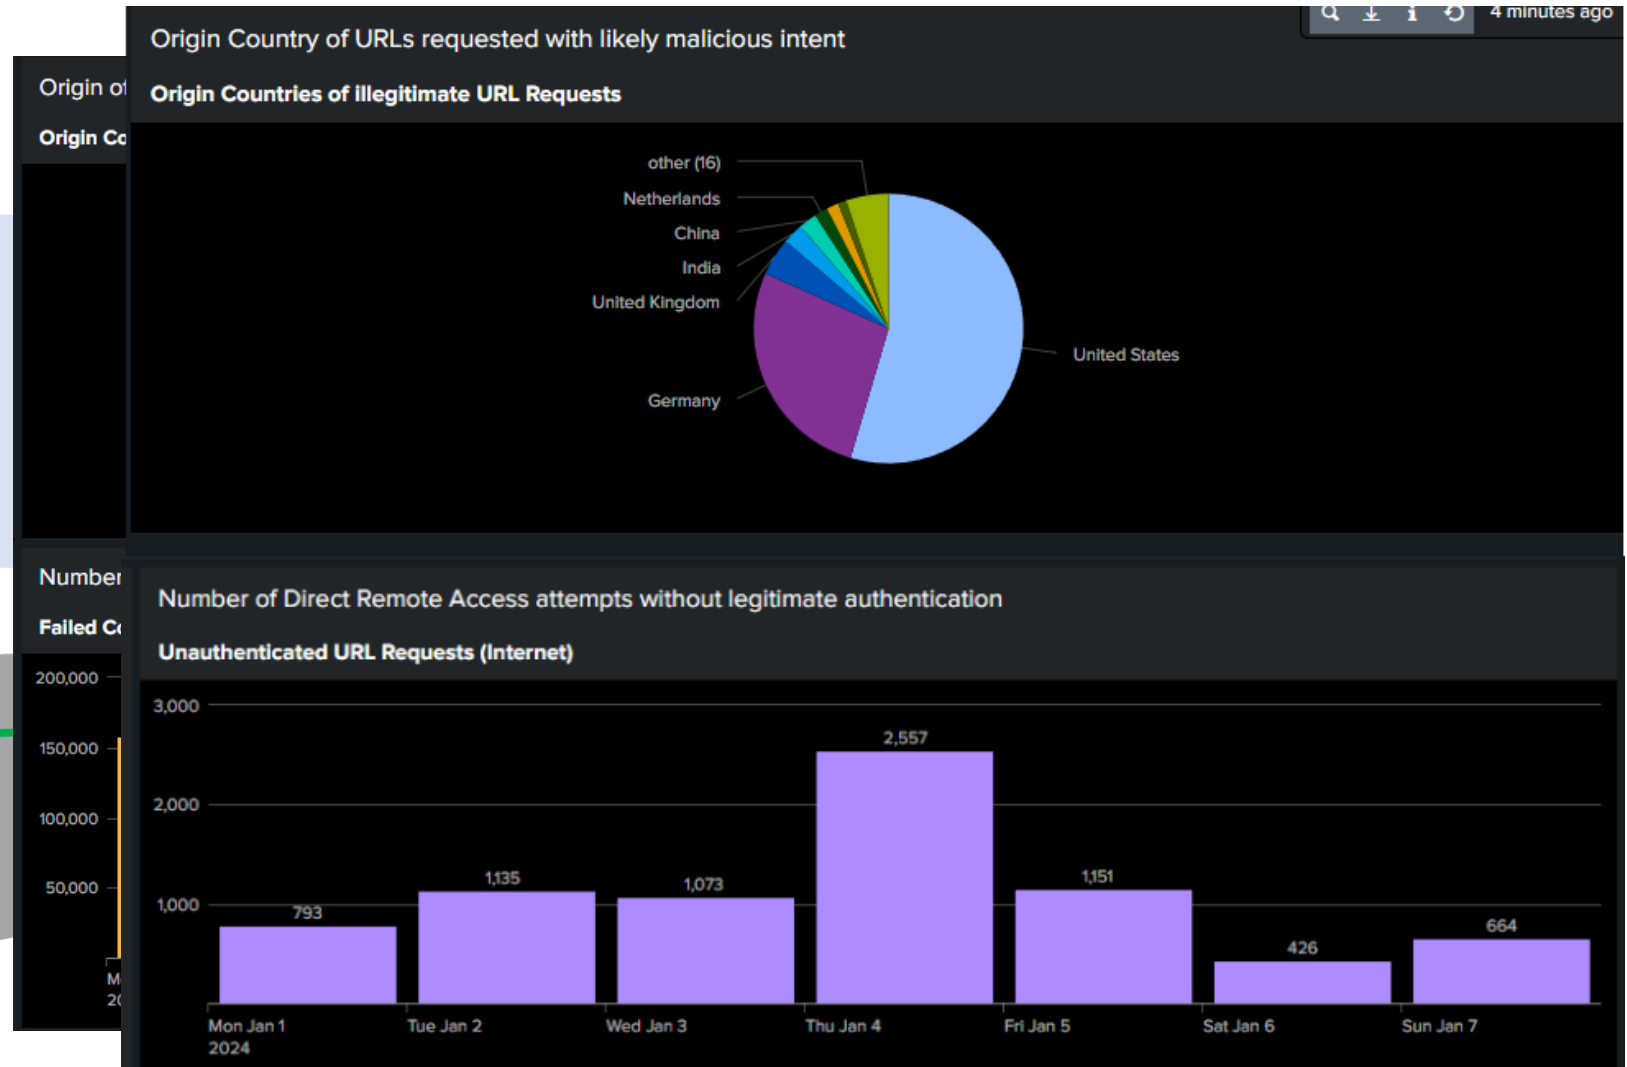 4 minutes ago
Origin Country of URLs requested with likely malicious intent
Origin Countries of illegitimate URL Requests
other (16)
Netherlands
China
India
United Kingdom
Germany
United States
Origin of
Origin Co
Number
Failed
200,000
150,000
100,000
50,000
Number of Direct Remote Access attempts without legitimate authentication
Unauthenticated URL Requests (Internet)
3,000
2,000
1,000
793
1,135
1,073
2,557
1,151
426
664
Mon Jan 1
2024
Tue Jan 2
Wed Jan 3
Thu Jan 4
Fri Jan 5
Sat Jan 6
Sun Jan 7